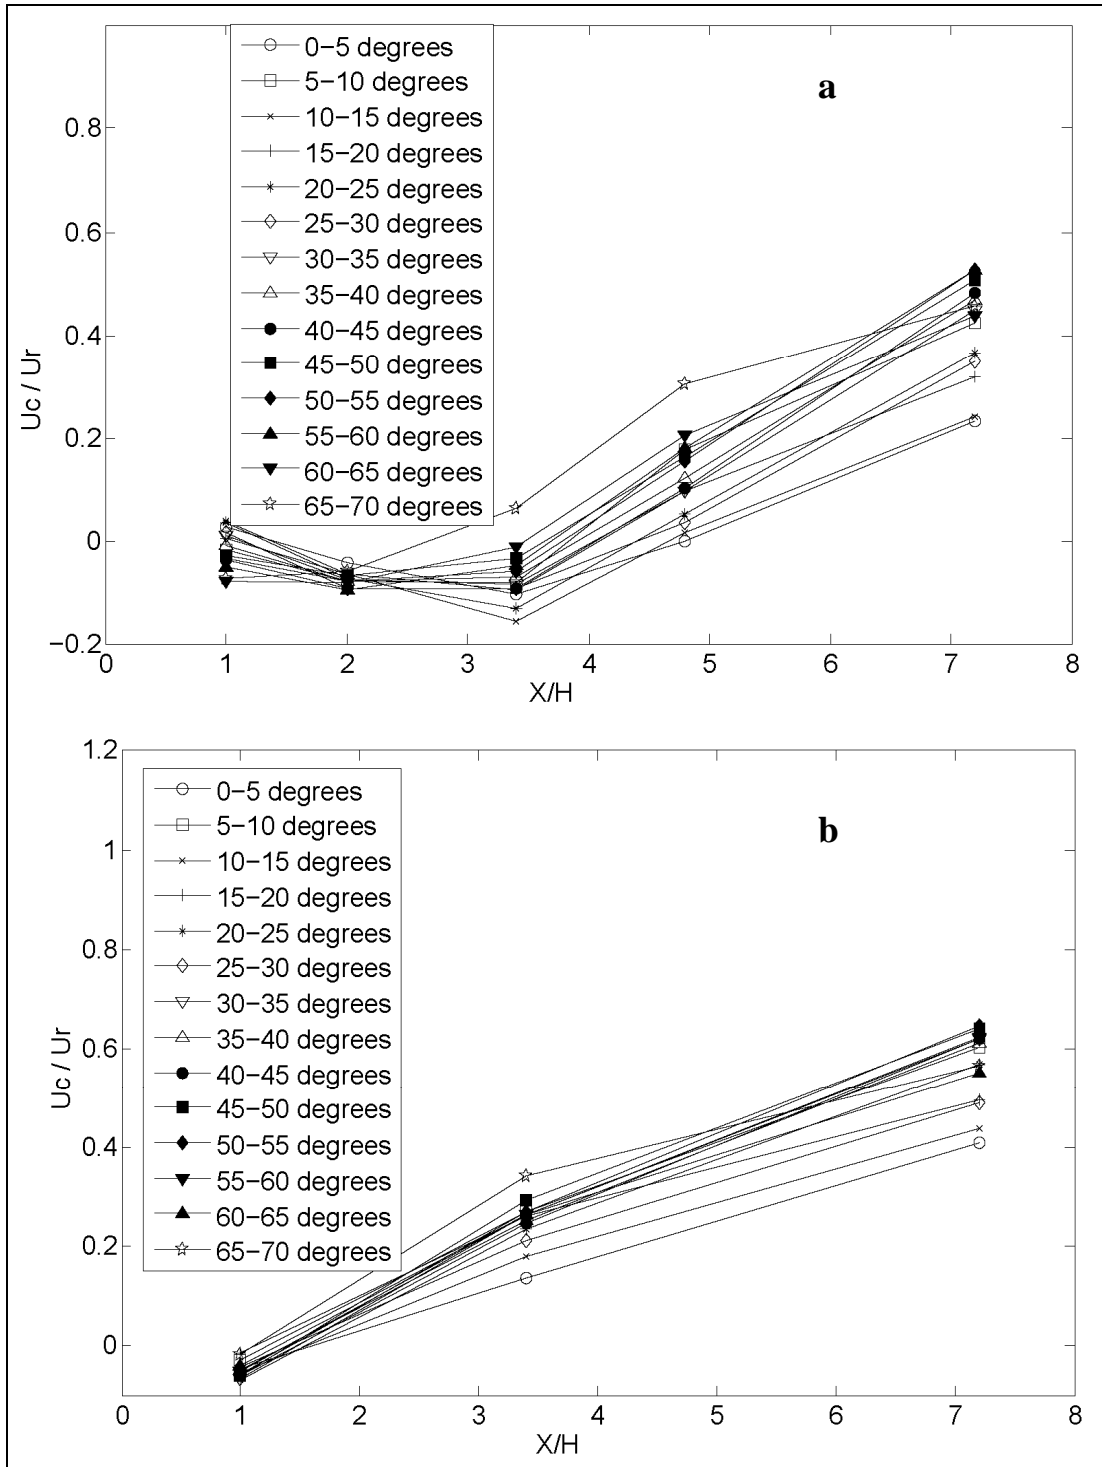 a
0−5 degrees
5−10 degrees
10−15 degrees
15−20 degrees
20−25 degrees
25−30 degrees
30−35 degrees
35−40 degrees
40−45 degrees
45−50 degrees
50−55 degrees
55−60 degrees
60−65 degrees
65−70 degrees
0.8
0.6
0.4
0.2
0
−0.2
Uc / Ur
0 1 2 3 4 5 6 7 8
X/H
b
0−5 degrees
5−10 degrees
10−15 degrees
15−20 degrees
20−25 degrees
25−30 degrees
30−35 degrees
35−40 degrees
40−45 degrees
45−50 degrees
50−55 degrees
55−60 degrees
60−65 degrees
65−70 degrees
1.2
1
0.8
0.6
0.4
0.2
0
Uc / Ur
0 1 2 3 4 5 6 7 8
X/H